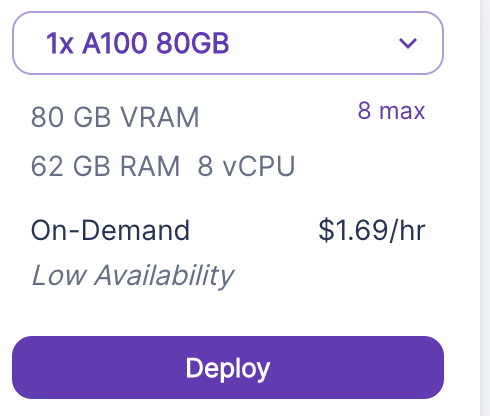 1x A100 80GB
80 GB VRAM 8 max
62 GB RAM 8 vCPU
On-Demand $1.69/hr
Low Availability
Deploy